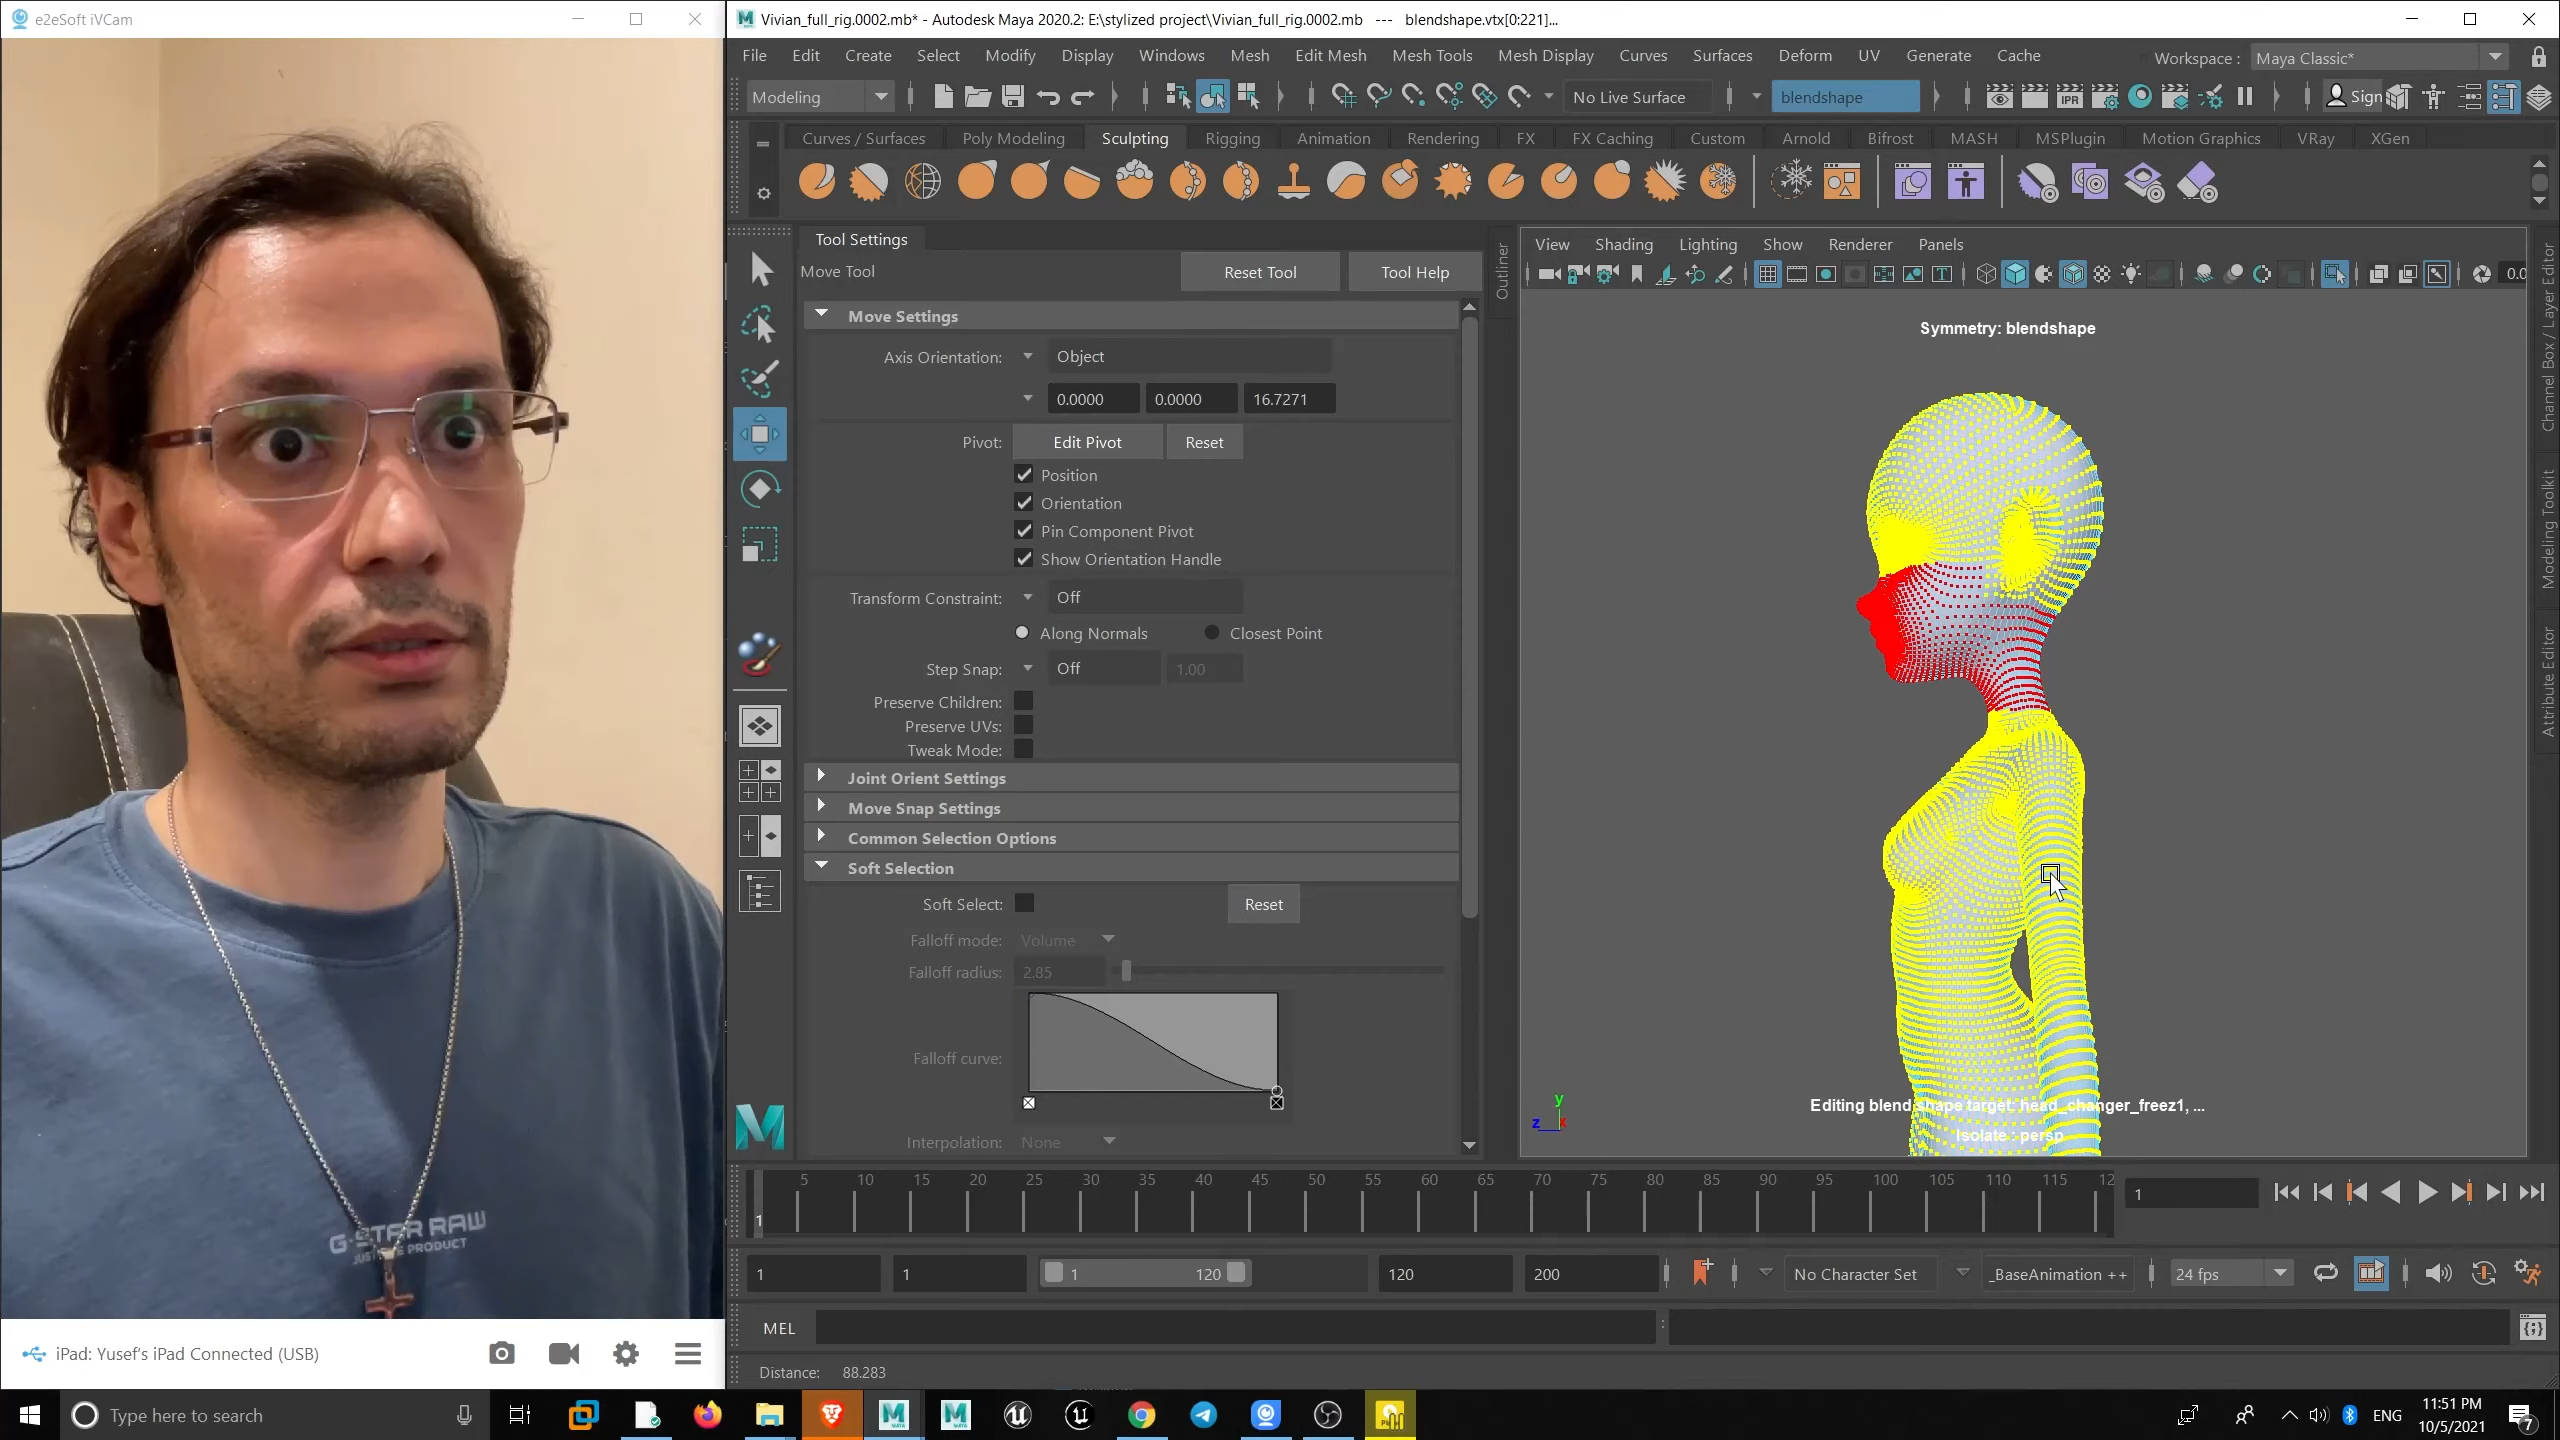 e2eSoft iVCam
G-STAR RAW
PRODUCT
iPad: Yusef's iPad Connected (USB)
Vivian_full_rig.0002.mb* - Autodesk Maya 2020.2: E:\stylized project\Vivian_full_rig.0002.mb --- blendshape.vtx[0:221]...
File Edit Create Select Modify Display Windows Mesh Edit Mesh Mesh Tools Mesh Display Curves Surfaces Deform UV Generate Cache
Workspace : Maya Classic*
Modeling No Live Surface blendshape IPR Sign
Curves / Surfaces Poly Modeling Sculpting Rigging Animation Rendering FX FX Caching Custom Arnold Bifrost MASH MSPlugin Motion Graphics VRay XGen
Tool Settings
Move Tool Reset Tool Tool Help
Move Settings
Axis Orientation: Object
0.0000 0.0000 16.7271
Pivot: Edit Pivot Reset
Position
Orientation
Pin Component Pivot
Show Orientation Handle
Transform Constraint: Off
Along Normals Closest Point
Step Snap: Off 1.00
Preserve Children:
Preserve UVs:
Tweak Mode:
Joint Orient Settings
Move Snap Settings
Common Selection Options
Soft Selection
Soft Select: Reset
Falloff mode: Volume
Falloff radius: 2.85
Falloff curve:
Interpolation: None
Outliner
View Shading Lighting Show Renderer Panels
0.0
Symmetry: blendshape
Editing blend shape target: head_changer_freez1, ...
Isolate : persp
y
z x
Channel Box / Layer Editor
Modeling Toolkit
Attribute Editor
5 10 15 20 25 30 35 40 45 50 55 60 65 70 75 80 85 90 95 100 105 110 115 12
1
1
1 1 1 120 120 200 No Character Set _BaseAnimation ++ 24 fps
MEL
Distance: 88.283
Type here to search
ENG
11:51 PM
10/5/2021
7